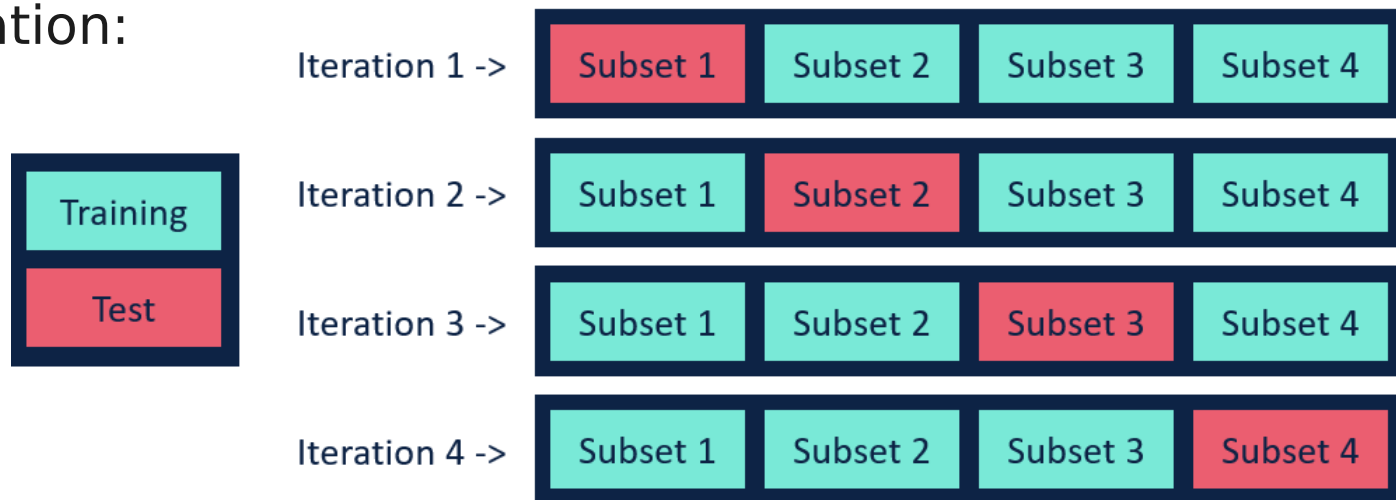 ation:
Iteration 1 -> Subset 1 Subset 2 Subset 3 Subset 4
Iteration 2 -> Subset 1 Subset 2 Subset 3 Subset 4
Training
Test
Iteration 3 -> Subset 1 Subset 2 Subset 3 Subset 4
Iteration 4 -> Subset 1 Subset 2 Subset 3 Subset 4